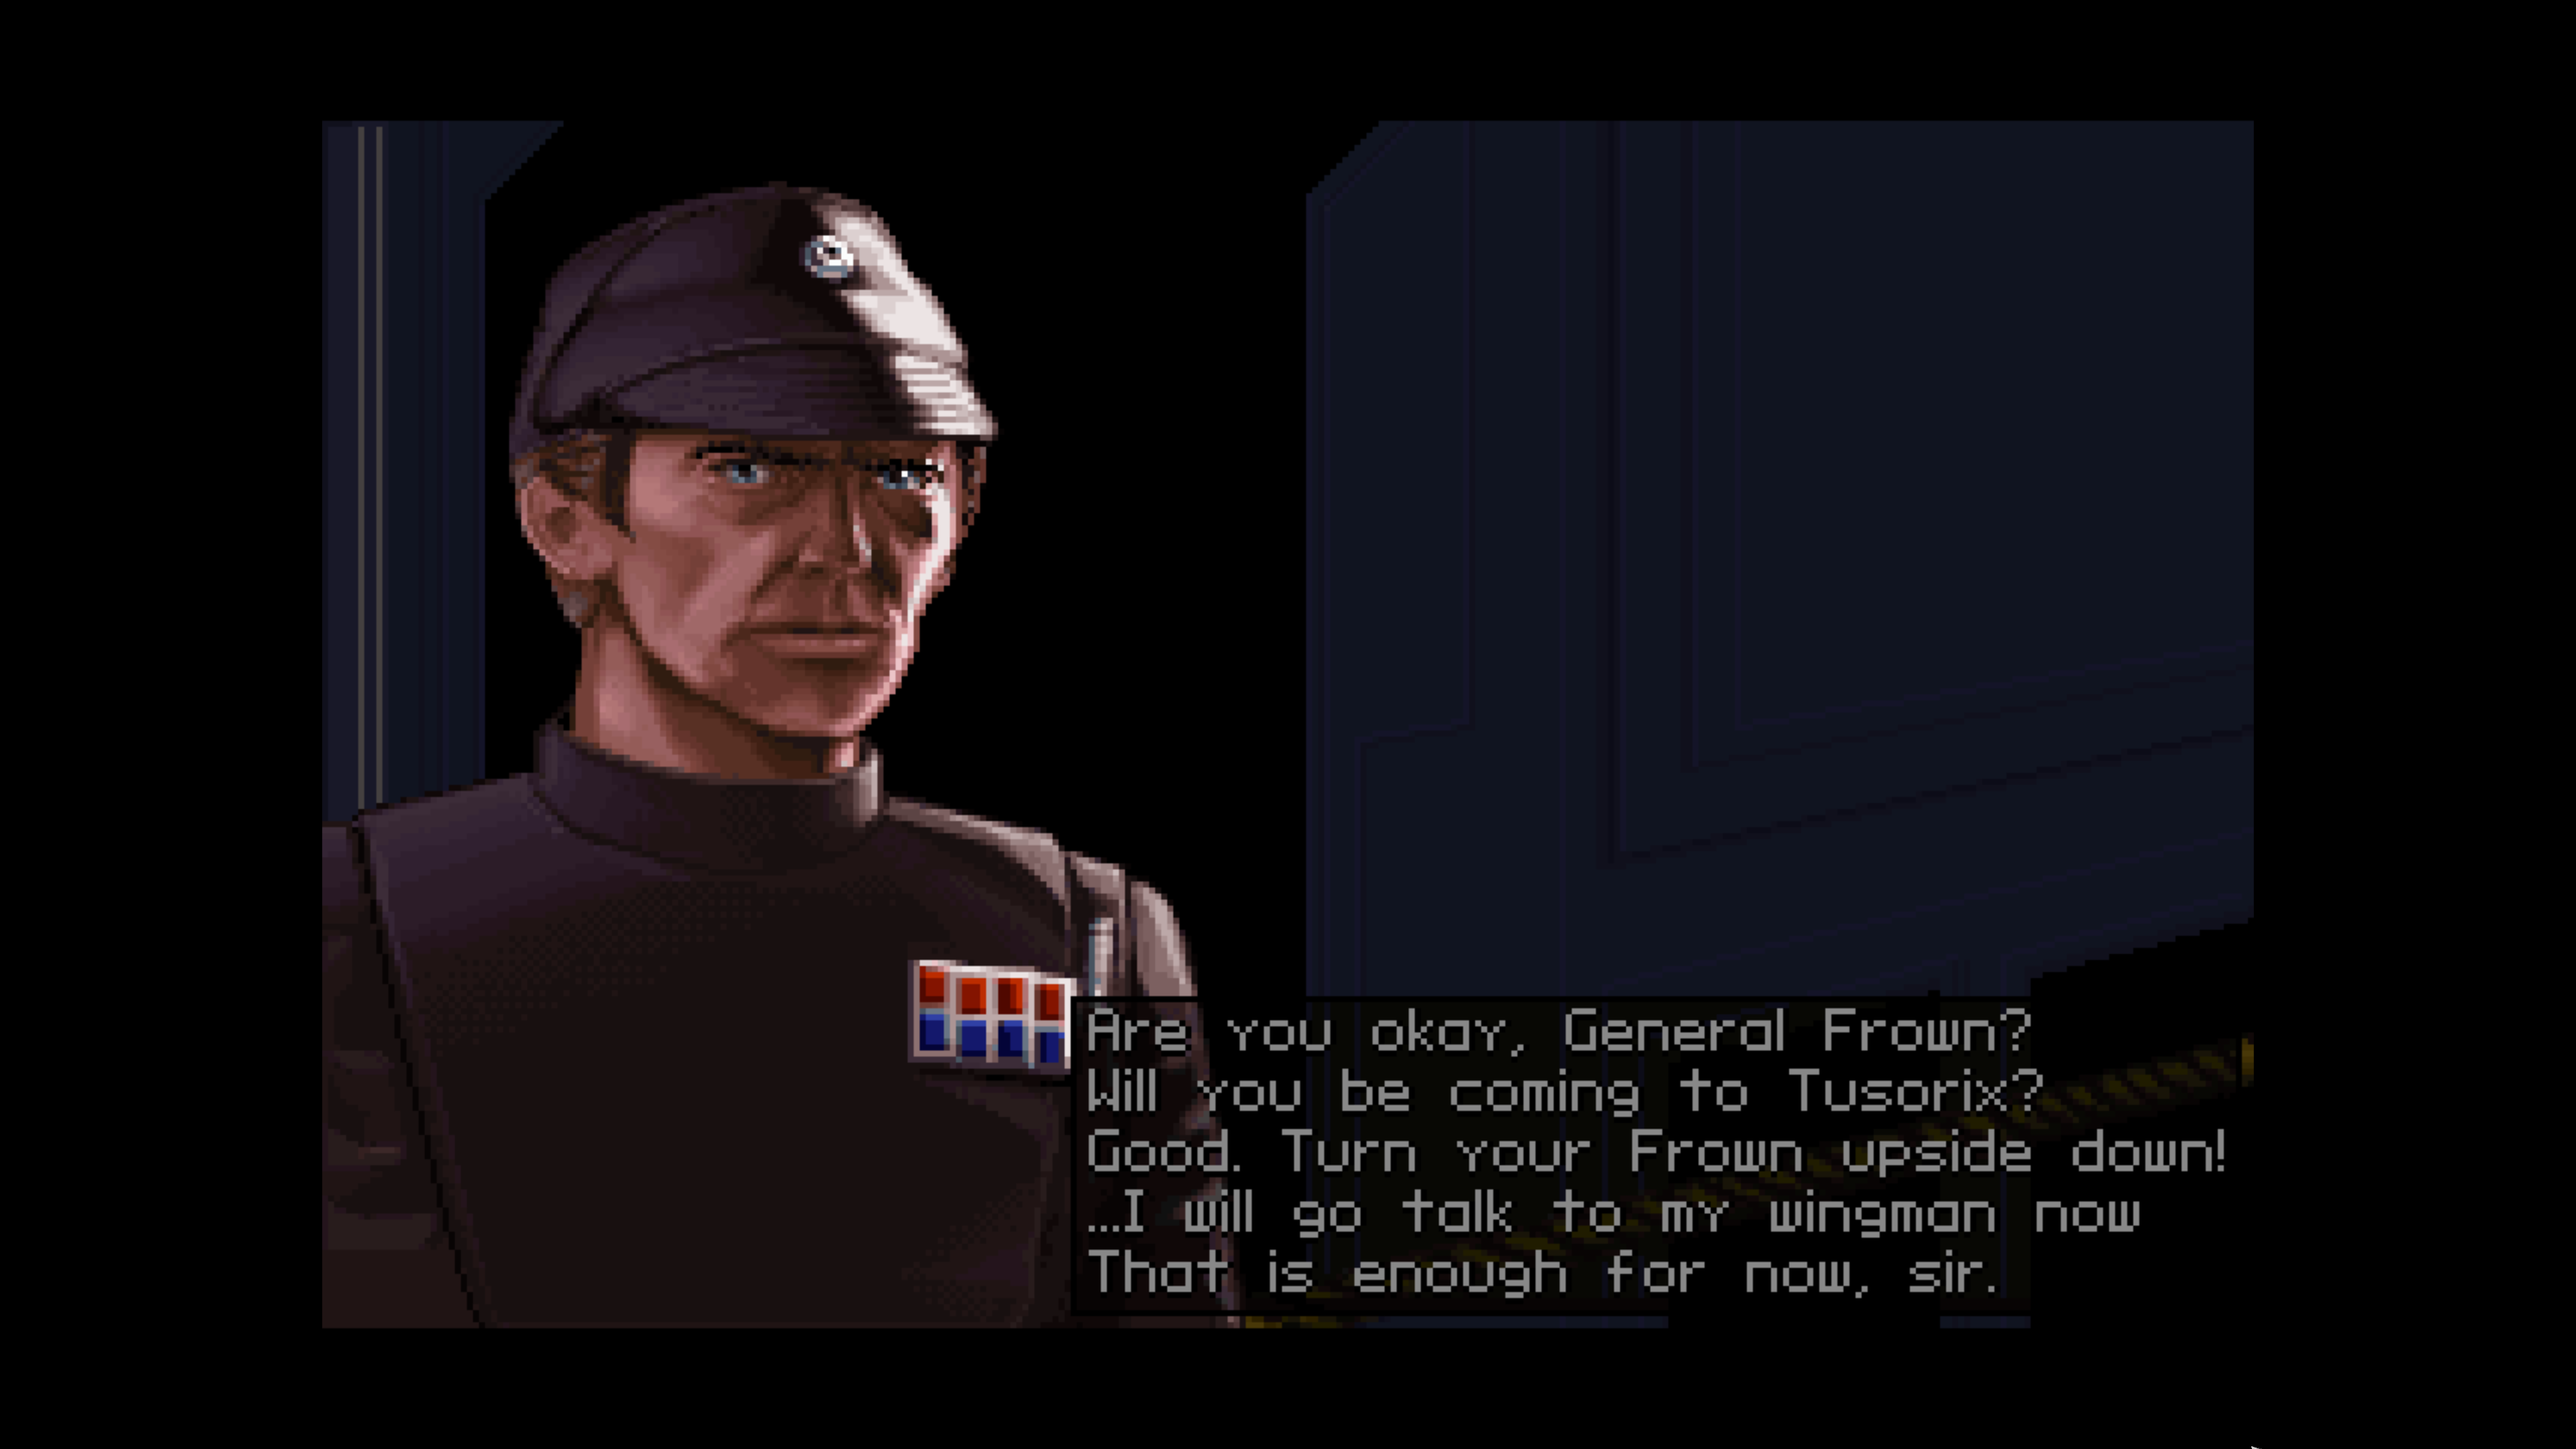 Are you okay, General Frown?
Will you be coming to Tusorix?
Good. Turn your Frown upside down!
...I will go talk to my wingman now
That is enough for now, sir.